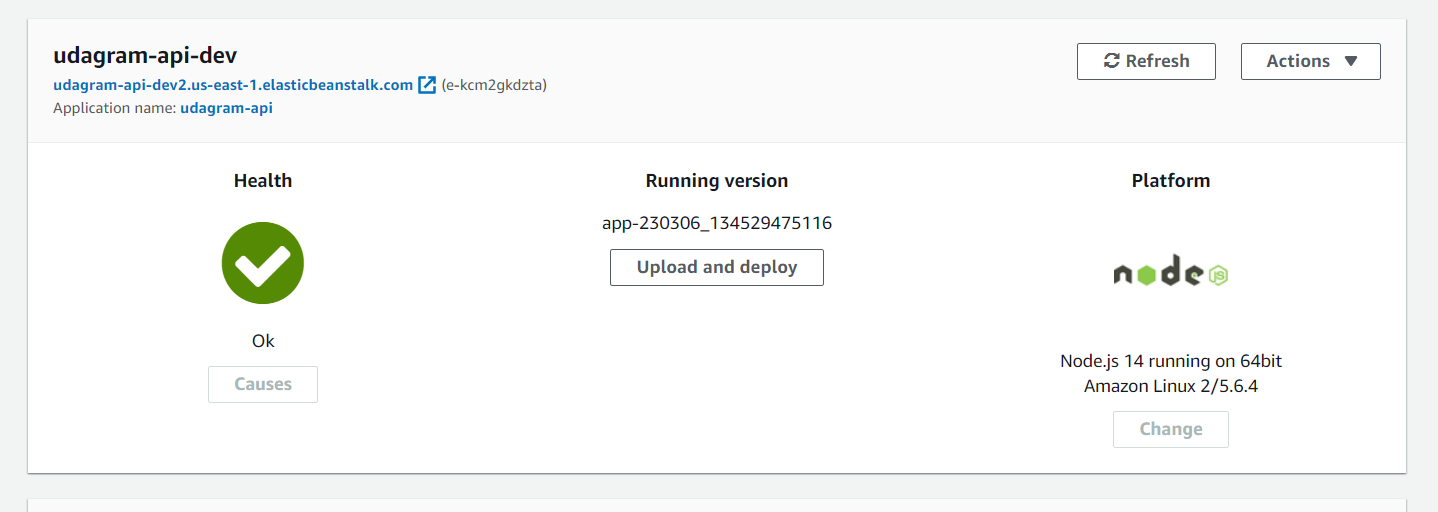 udagram-api-dev
Refresh
Actions
udagram-api-dev2.us-east-1.elasticbeanstalk.com (e-kcm2gkdzta)
Application name: udagram-api
Health
Ok
Causes
Running version
app-230306_134529475116
Upload and deploy
Platform
node JS
Node.js 14 running on 64bit
Amazon Linux 2/5.6.4
Change